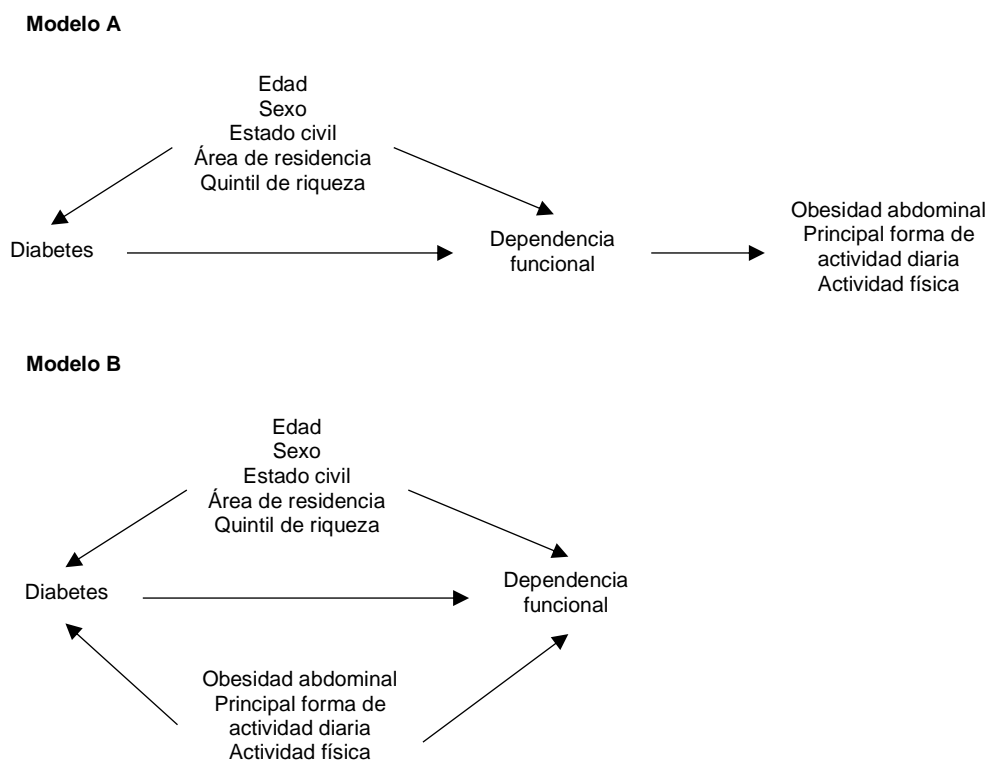 Modelo A
Edad
Sexo
Estado civil
Área de residencia
Quintil de riqueza
Diabetes
Dependencia
funcional
Obesidad abdominal
Principal forma de
actividad diaria
Actividad física
Modelo B
Edad
Sexo
Estado civil
Área de residencia
Quintil de riqueza
Diabetes
Dependencia
funcional
Obesidad abdominal
Principal forma de
actividad diaria
Actividad física